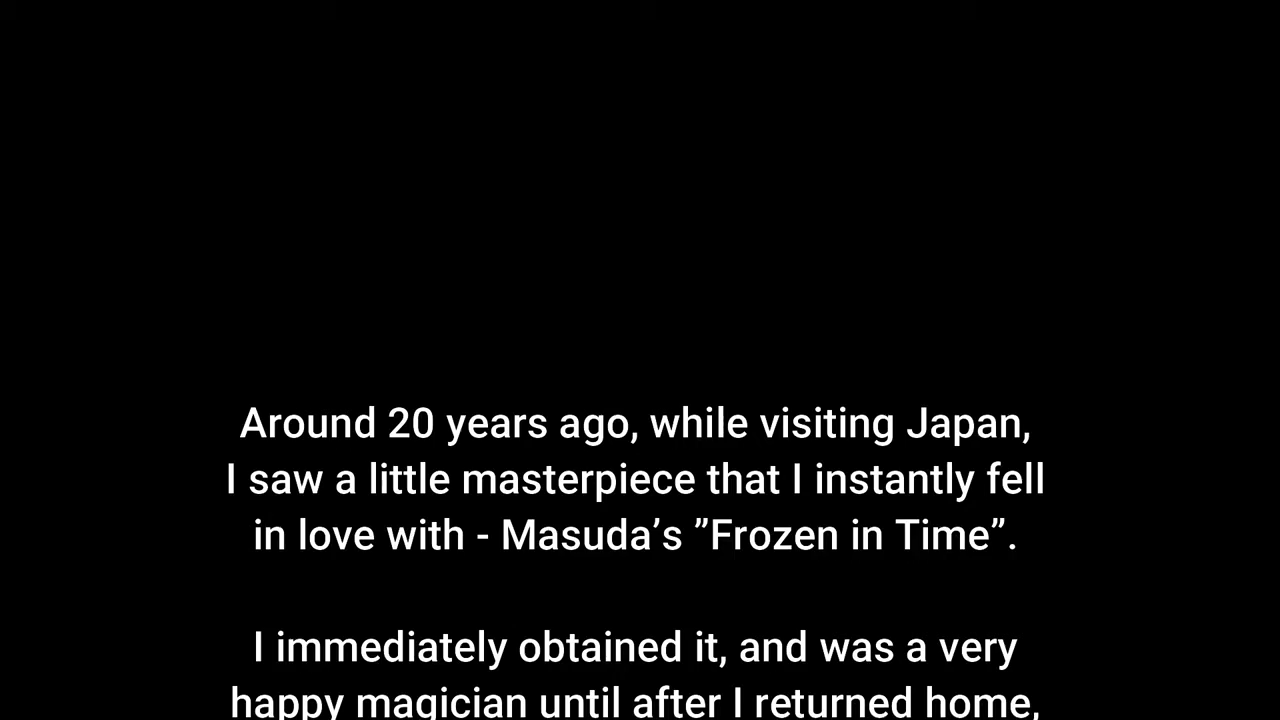 Around 20 years ago, while visiting Japan,
I saw a little masterpiece that I instantly fell
in love with - Masuda’s ”Frozen in Time”.
I immediately obtained it, and was a very
happy magician until after I returned home,